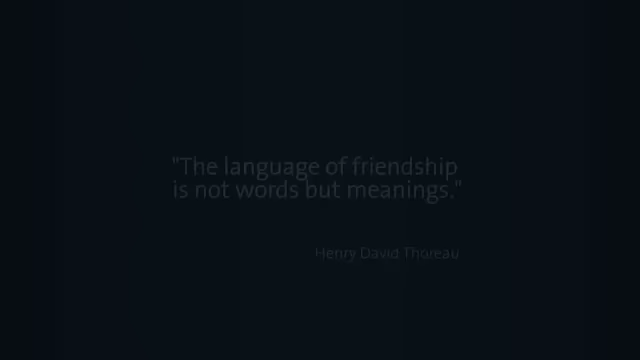 "The language of friendship
is not words but meanings."
Henry David Thoreau